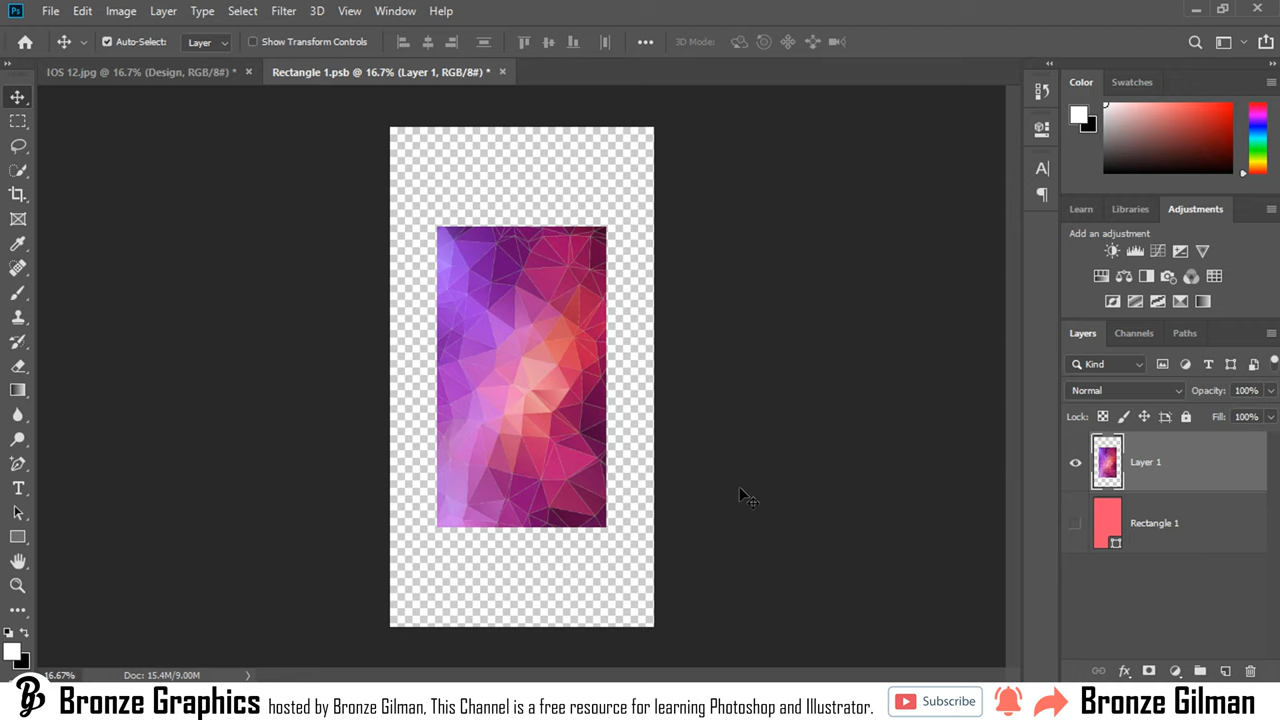 Ps File Edit Image Layer Type Select Filter 3D View Window Help
Auto-Select: Layer Show Transform Controls 3D Mode:
IOS 12.jpg @ 16.7% (Design, RGB/8#) * Rectangle 1.psb @ 16.7% (Layer 1, RGB/8#) *
Color Swatches
Learn Libraries Adjustments
Add an adjustment
Layers Channels Paths
Kind
Normal Opacity: 100%
Lock: Fill: 100%
Layer 1
Rectangle 1
16.67% Doc: 15.4M/9.00M
Bronze Graphics hosted by Bronze Gilman, This Channel is a free resource for learning Photoshop and Illustrator. Subscribe Bronze Gilman